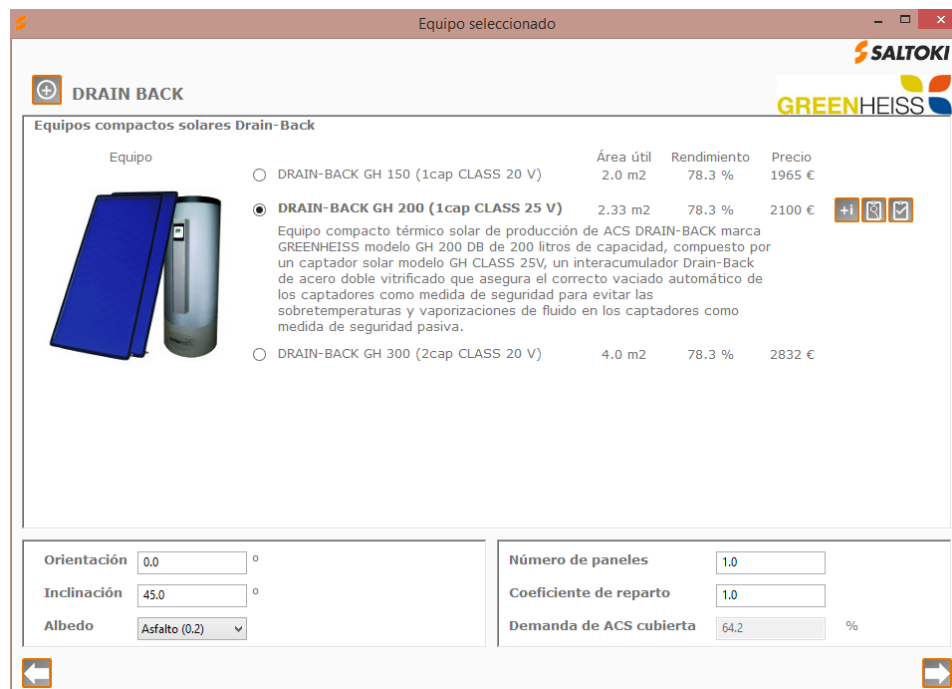 Equipo seleccionado
SALTOKI
DRAIN BACK
GREENHEISS
Equipos compactos solares Drain-Back
Equipo Área útil Rendimiento Precio
DRAIN-BACK GH 150 (1cap CLASS 20 V) 2.0 m2 78.3 % 1965 €
DRAIN-BACK GH 200 (1cap CLASS 25 V) 2.33 m2 78.3 % 2100 € +i
Equipo compacto térmico solar de producción de ACS DRAIN-BACK marca
GREENHEISS modelo GH 200 DB de 200 litros de capacidad, compuesto por
un captador solar modelo GH CLASS 25V, un interacumulador Drain-Back
de acero doble vitrificado que asegura el correcto vaciado automático de
los captadores como medida de seguridad para evitar las
sobretemperaturas y vaporizaciones de fluido en los captadores como
medida de seguridad pasiva.
DRAIN-BACK GH 300 (2cap CLASS 20 V) 4.0 m2 78.3 % 2832 €
Orientación 0.0 º
Inclinación 45.0 º
Albedo Asfalto (0.2)
Número de paneles 1.0
Coeficiente de reparto 1.0
Demanda de ACS cubierta 64.2 %